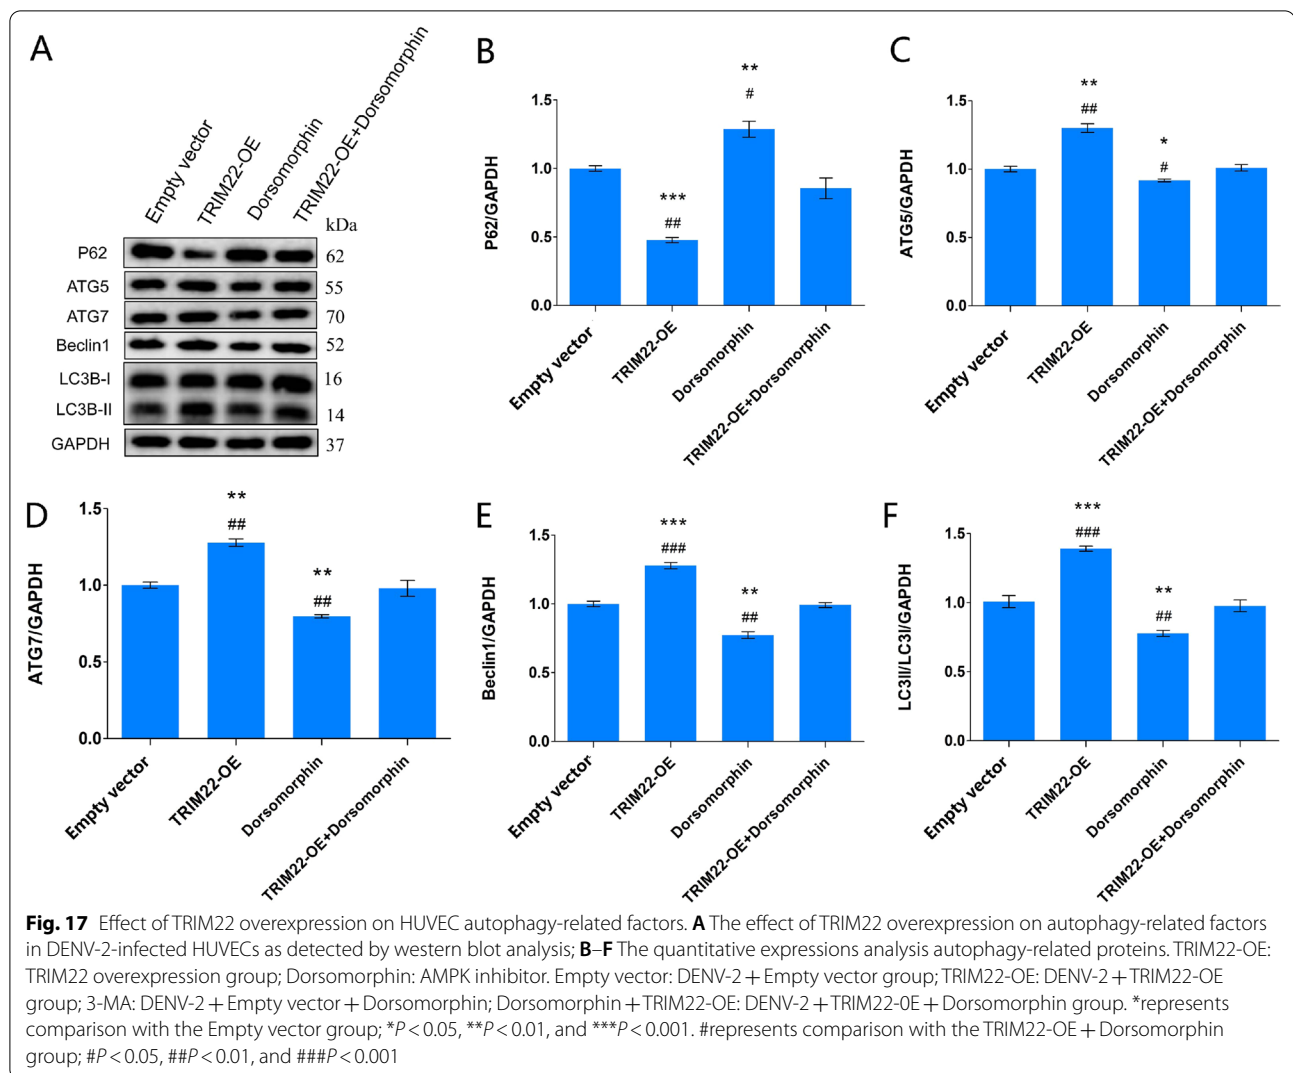 A
Empty vector
TRIM22-OE
Dorsomorphin
TRIM22-OE+Dorsomorphin
kDa
P62 62
ATG5 55
ATG7 70
Beclin1 52
LC3B-I 16
LC3B-II 14
GAPDH 37
B
P62/GAPDH
1.5
1.0
0.5
0.0
***
##
**
#
Empty vector
TRIM22-OE
Dorsomorphin
TRIM22-OE+Dorsomorphin
C
ATG5/GAPDH
1.5
1.0
0.5
0.0
**
##
*
#
Empty vector
TRIM22-OE
Dorsomorphin
TRIM22-OE+Dorsomorphin
D
ATG7/GAPDH
1.5
1.0
0.5
0.0
**
##
**
##
Empty vector
TRIM22-OE
Dorsomorphin
TRIM22-OE+Dorsomorphin
E
Beclin1/GAPDH
1.5
1.0
0.5
0.0
***
###
**
##
Empty vector
TRIM22-OE
Dorsomorphin
TRIM22-OE+Dorsomorphin
F
LC3II/LC3I/GAPDH
1.5
1.0
0.5
0.0
***
###
**
##
Empty vector
TRIM22-OE
Dorsomorphin
TRIM22-OE+Dorsomorphin
Fig. 17 Effect of TRIM22 overexpression on HUVEC autophagy-related factors. A The effect of TRIM22 overexpression on autophagy-related factors
in DENV-2-infected HUVECs as detected by western blot analysis; B–F The quantitative expressions analysis autophagy-related proteins. TRIM22-OE:
TRIM22 overexpression group; Dorsomorphin: AMPK inhibitor. Empty vector: DENV-2 + Empty vector group; TRIM22-OE: DENV-2 + TRIM22-OE
group; 3-MA: DENV-2 + Empty vector + Dorsomorphin; Dorsomorphin + TRIM22-OE: DENV-2 + TRIM22-0E + Dorsomorphin group. *represents
comparison with the Empty vector group; *P < 0.05, **P < 0.01, and ***P < 0.001. #represents comparison with the TRIM22-OE + Dorsomorphin
group; #P < 0.05, ##P < 0.01, and ###P < 0.001